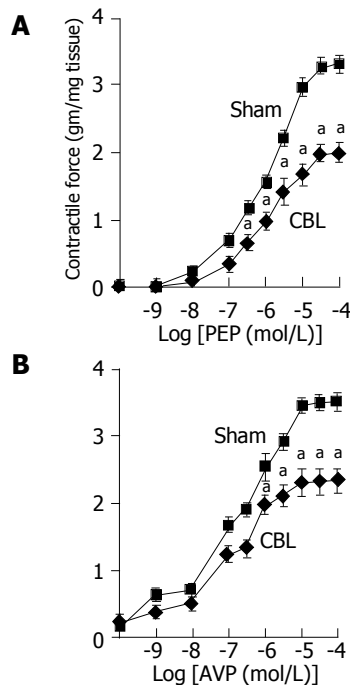 A
Contractile force (gm/mg tissue)
4
3
2
1
0
Sham
a a a a a a
CBL
-9 -8 -7 -6 -5 -4
Log [PEP (mol/L)]
B
4
3
2
1
0
Sham
a a a a a
CBL
-9 -8 -7 -6 -5 -4
Log [AVP (mol/L)]